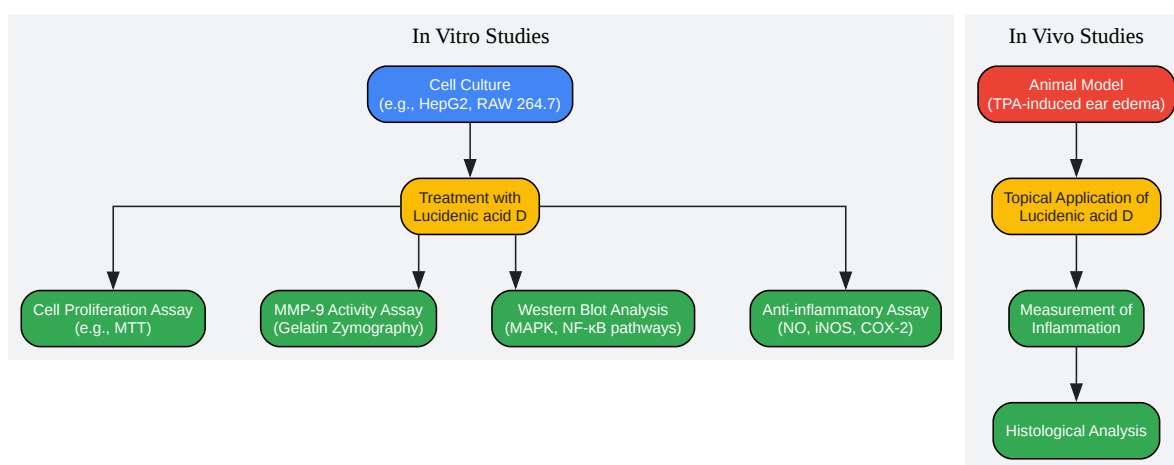 In Vitro Studies
Cell Culture
(e.g., HepG2, RAW 264.7)
Treatment with
Lucidenic acid D
Cell Proliferation Assay
(e.g., MTT)
MMP-9 Activity Assay
(Gelatin Zymography)
Western Blot Analysis
(MAPK, NF-κB pathways)
Anti-inflammatory Assay
(NO, iNOS, COX-2)
In Vivo Studies
Animal Model
(TPA-induced ear edema)
Topical Application of
Lucidenic acid D
Measurement of
Inflammation
Histological Analysis